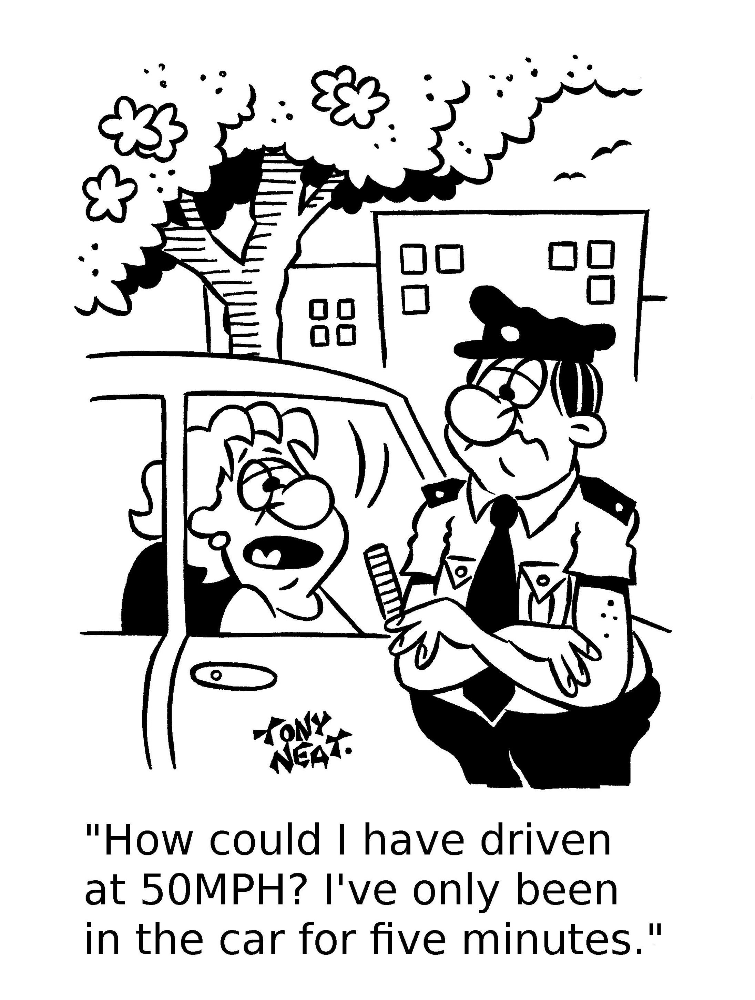 TONY
NEAT.
"How could I have driven
at 50MPH? I've only been
in the car for five minutes."